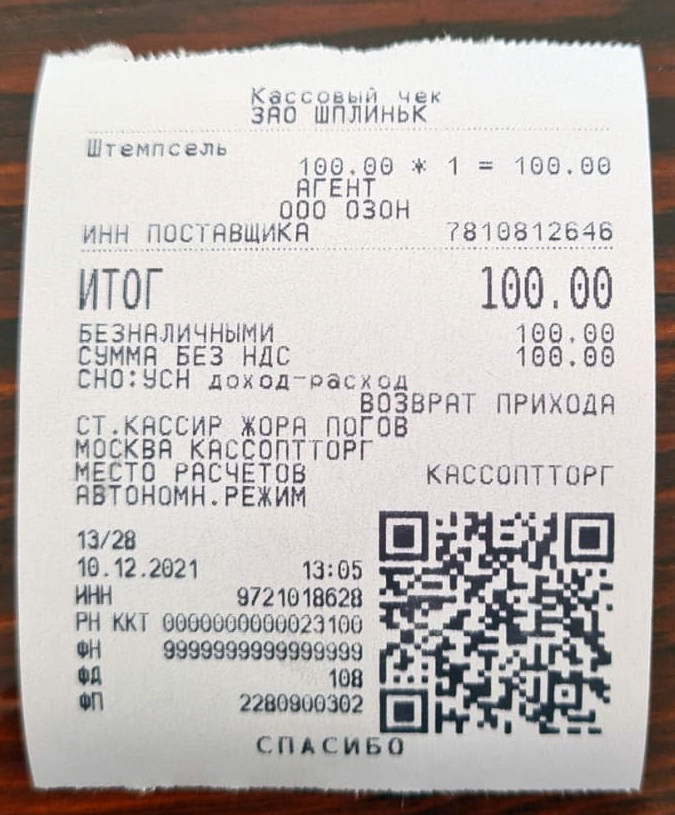 Кассовый чек
ЗАО ШПЛИНЬК
Штемпсель
100.00 * 1 = 100.00
АГЕНТ
ООО ОЗОН
ИНН ПОСТАВЩИКА 7810812646
ИТОГ 100.00
БЕЗНАЛИЧНЫМИ 100.00
СУММА БЕЗ НДС 100.00
СНО:УСН доход-расход
ВОЗВРАТ ПРИХОДА
СТ.КАССИР ЖОРА ПОГОВ
МОСКВА КАССОПТТОРГ
МЕСТО РАСЧЕТОВ КАССОПТТОРГ
АВТОНОМН.РЕЖИМ
13/28
10.12.2021 13:05
ИНН 9721018628
РН ККТ 0000000000023100
ФН 9999999999999999
ФД 108
ФП 2280900302
СПАСИБО